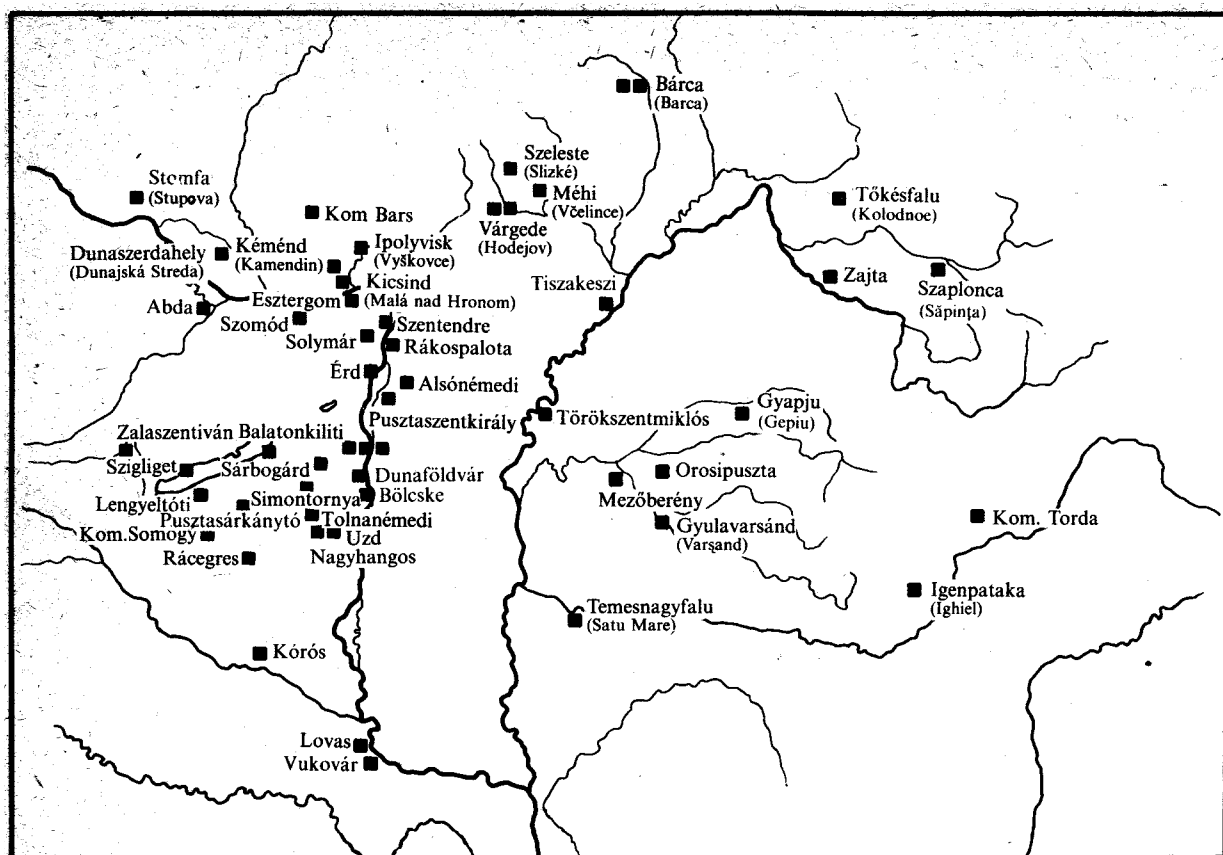 Bárca
(Barca)
Szeleste
(Slizké)
Méhi
(Včelince)
Stomfa
(Stupova)
Tőkésfalu
(Kolodnoe)
Kom Bars
Várgede
(Hodejov)
Dunaszerdahely
(Dunajská Streda)
Kéménd
(Kamendin)
Ipolyvisk
(Vyškovce)
Kicsind
(Malá nad Hronom)
Zajta
Szaplonca
(Săpinţa)
Tiszakeszi
Abda
Esztergom
Szomód
Szentendre
Solymár
Rákospalota
Érd
Alsónémedi
Pusztaszentkirály
Törökszentmiklós
Gyapju
(Gepiu)
Zalaszentiván
Balatonkiliti
Szigliget
Sárbogárd
Dunaföldvár
Orosipuszta
Lengyeltóti
Simontornya
Bölcske
Mezőberény
Pusztasárkánytó
Tolnanémedi
Gyulavarsánd
(Varsand)
Kom. Torda
Kom.Somogy
Uzd
Rácegres
Nagyhangos
Igenpataka
(Ighiel)
Temesnagyfalu
(Satu Mare)
Kórós
Lovas
Vukovár